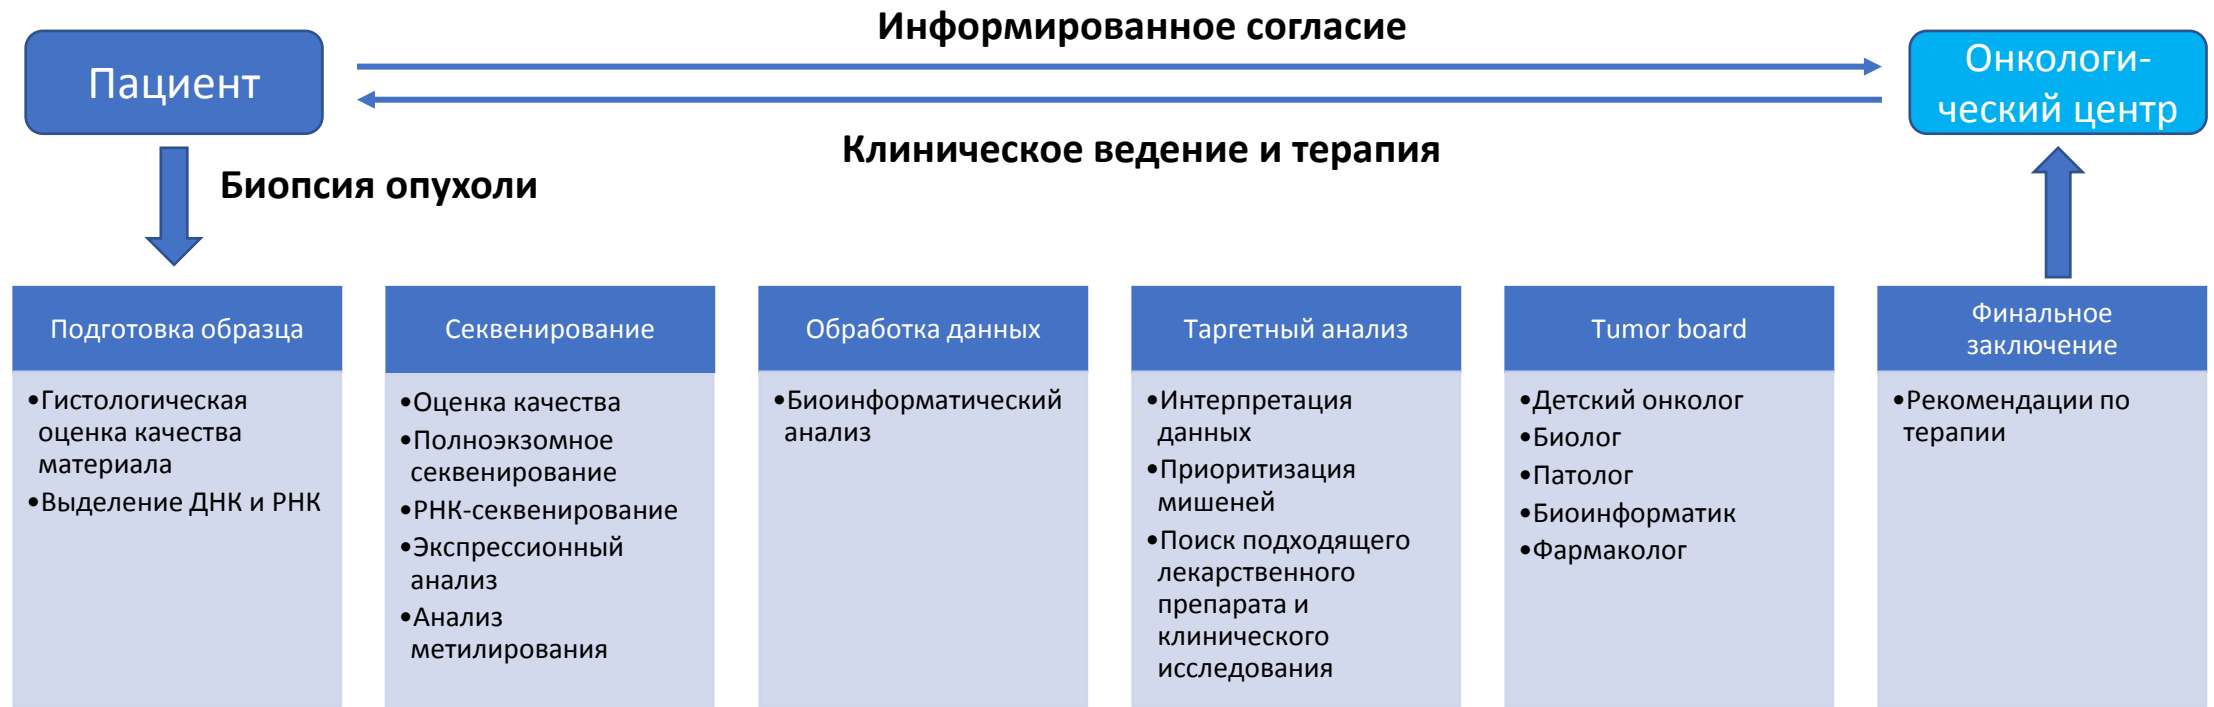 Информированное согласие
Пациент
Онкологи-
ческий центр
Клиническое ведение и терапия
Биопсия опухоли
Подготовка образца
•Гистологическая
оценка качества
материала
•Выделение ДНК и РНК
Секвенирование
•Оценка качества
•Полноэкзомное
секвенирование
•РНК-секвенирование
•Экспрессионный
анализ
•Анализ
метилирования
Обработка данных
•Биоинформатический
анализ
Таргетный анализ
•Интерпретация
данных
•Приоритизация
мишеней
•Поиск подходящего
лекарственного
препарата и
клинического
исследования
Tumor board
•Детский онколог
•Биолог
•Патолог
•Биоинформатик
•Фармаколог
Финальное
заключение
•Рекомендации по
терапии